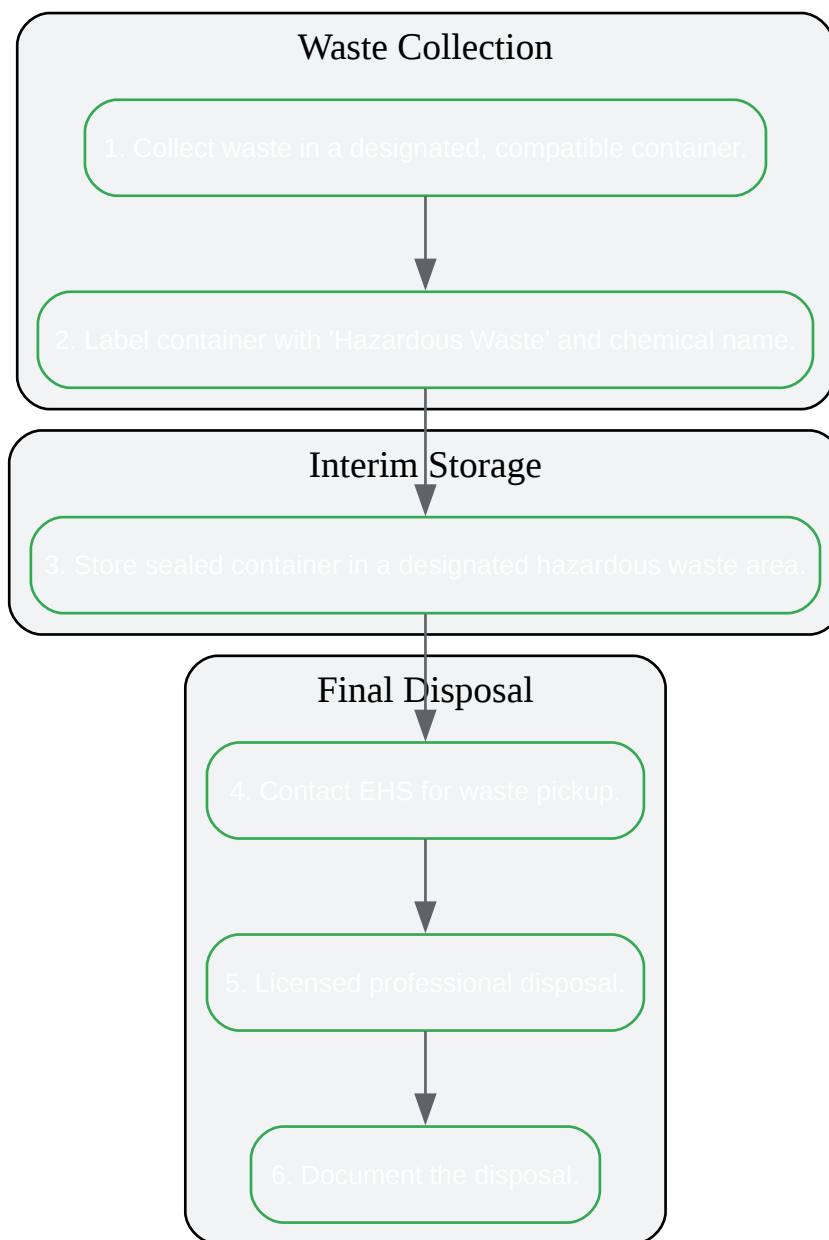 Waste Collection
1. Collect waste in a designated, compatible container.
2. Label container with 'Hazardous Waste' and chemical name.
Interim Storage
3. Store sealed container in a designated hazardous waste area.
Final Disposal
4. Contact EHS for waste pickup.
5. Licensed professional disposal.
6. Document the disposal.